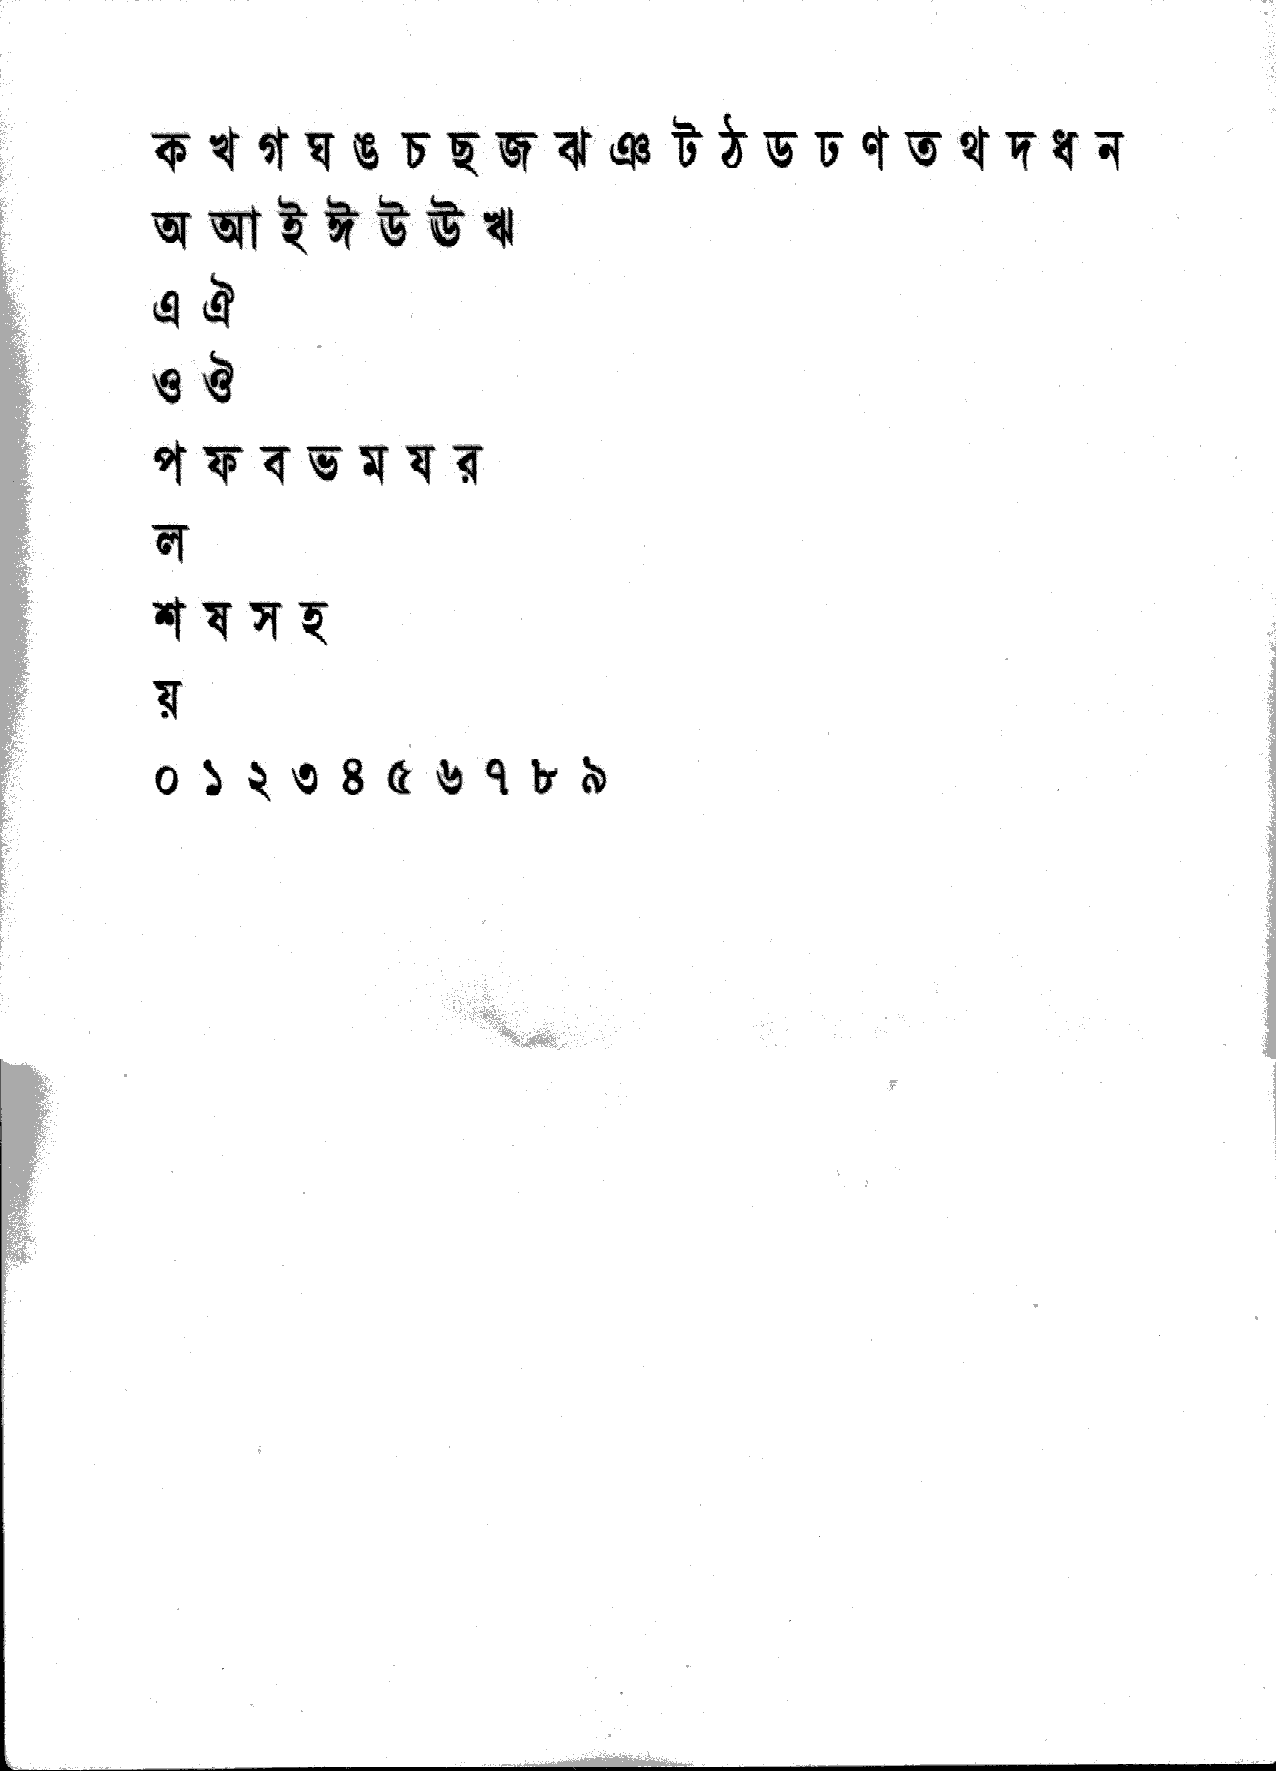 ক খ গ ঘ ঙ চ ছ জ ঝ ঞ ট ঠ ড ঢ ণ ত থ দ ধ ন
অ আ ই ঈ উ ঊ ঋ
এ ঐ
ও ঔ
প ফ ব ভ ম য র
ল
শ ষ স হ
য়
০ ১ ২ ৩ ৪ ৫ ৬ ৭ ৮ ৯